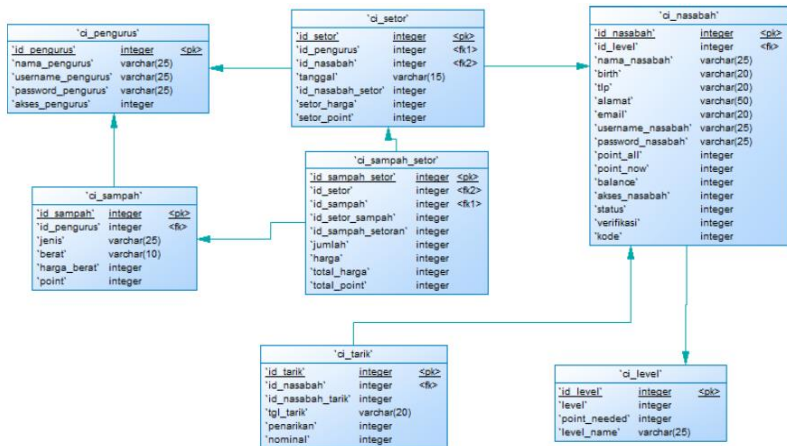 `ci_pengurus`
`id_pengurus` integer <pk>
`nama_pengurus` varchar(25)
`username_pengurus` varchar(25)
`password_pengurus` varchar(25)
`akses_pengurus` integer
`ci_setor`
`id_setor` integer <pk>
`id_pengurus` integer <fk1>
`id_nasabah` integer <fk2>
`tanggal` varchar(15)
`id_nasabah_setor` integer
`setor_harga` integer
`setor_point` integer
`ci_nasabah`
`id_nasabah` integer <pk>
`id_level` integer <fk>
`nama_nasabah` varchar(25)
`birth` varchar(20)
`tlp` varchar(20)
`alamat` varchar(50)
`email` varchar(20)
`username_nasabah` varchar(25)
`password_nasabah` varchar(25)
`point_all` integer
`point_now` integer
`balance` integer
`akses_nasabah` integer
`status` integer
`verifikasi` integer
`kode` integer
`ci_sampah`
`id_sampah` integer <pk>
`id_pengurus` integer <fk>
`jenis` varchar(25)
`berat` varchar(10)
`harga_berat` integer
`point` integer
`ci_sampah_setor`
`id_sampah_setor` integer <pk>
`id_setor` integer <fk2>
`id_sampah` integer <fk1>
`id_setor_sampah` integer
`id_sampah_setoran` integer
`jumlah` integer
`harga` integer
`total_harga` integer
`total_point` integer
`ci_tarik`
`id_tarik` integer <pk>
`id_nasabah` integer <fk>
`id_nasabah_tarik` integer
`tgl_tarik` varchar(20)
`penarikan` integer
`nominal` integer
`ci_level`
`id_level` integer <pk>
`level` integer
`point_needed` integer
`level_name` varchar(25)